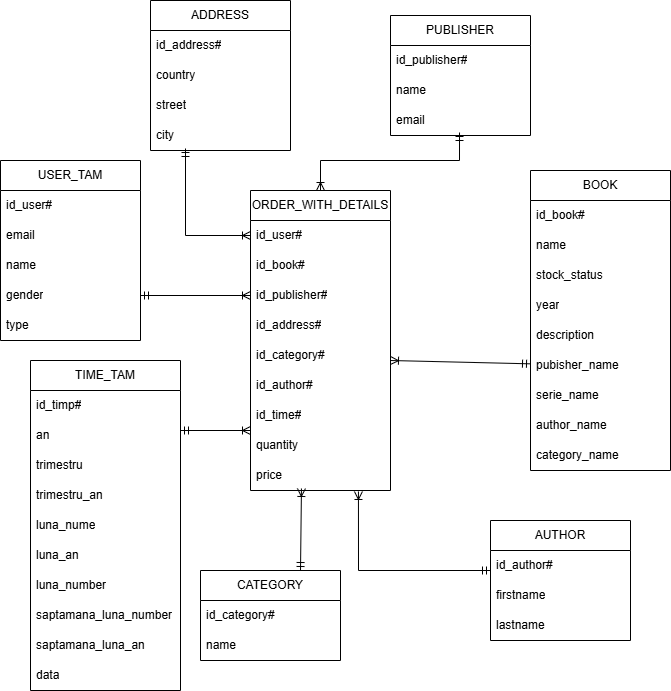 ADDRESS
id_address#
country
street
city
PUBLISHER
id_publisher#
name
email
USER_TAM
id_user#
email
name
gender
type
ORDER_WITH_DETAILS
id_user#
id_book#
id_publisher#
id_address#
id_category#
id_author#
id_time#
quantity
price
BOOK
id_book#
name
stock_status
year
description
pubisher_name
serie_name
author_name
category_name
TIME_TAM
id_timp#
an
trimestru
trimestru_an
luna_nume
luna_an
luna_number
saptamana_luna_number
saptamana_luna_an
data
CATEGORY
id_category#
name
AUTHOR
id_author#
firstname
lastname